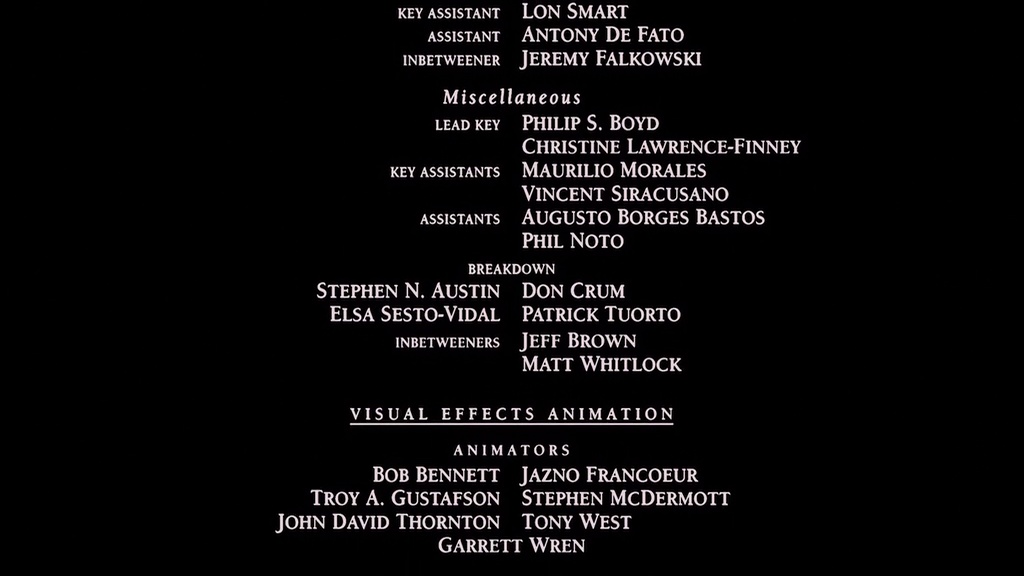 KEY ASSISTANT LON SMART
ASSISTANT ANTONY DE FATO
INBETWEENER JEREMY FALKOWSKI
Miscellaneous
LEAD KEY PHILIP S. BOYD
CHRISTINE LAWRENCE-FINNEY
KEY ASSISTANTS MAURILIO MORALES
VINCENT SIRACUSANO
ASSISTANTS AUGUSTO BORGES BASTOS
PHIL NOTO
BREAKDOWN
STEPHEN N. AUSTIN DON CRUM
ELSA SESTO-VIDAL PATRICK TUORTO
INBETWEENERS JEFF BROWN
MATT WHITLOCK
VISUAL EFFECTS ANIMATION
ANIMATORS
BOB BENNETT JAZNO FRANCOEUR
TROY A. GUSTAFSON STEPHEN MCDERMOTT
JOHN DAVID THORNTON TONY WEST
GARRETT WREN